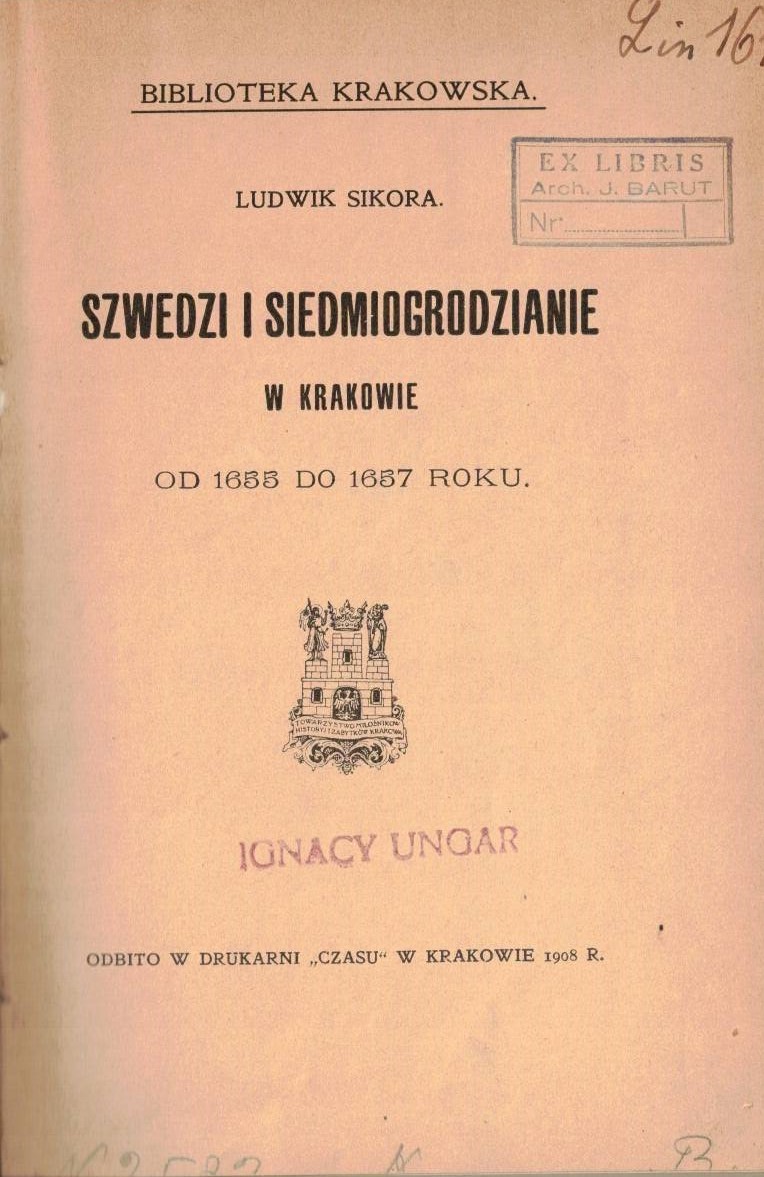 BIBLIOTEKA KRAKOWSKA.
EX LIBRIS
Arch. J. BARUT
Nr
LUDWIK SIKORA.
SZWEDZI I SIEDMIOGRODZIANIE
W KRAKOWIE
OD 1655 DO 1657 ROKU.
TOWARZYSTWO MIŁOŚNIKÓW
HISTORYI I ZABYTKÓW KRAKOWA
IGNACY UNGAR
ODBITO W DRUKARNI „CZASU“ W KRAKOWIE 1908 R.